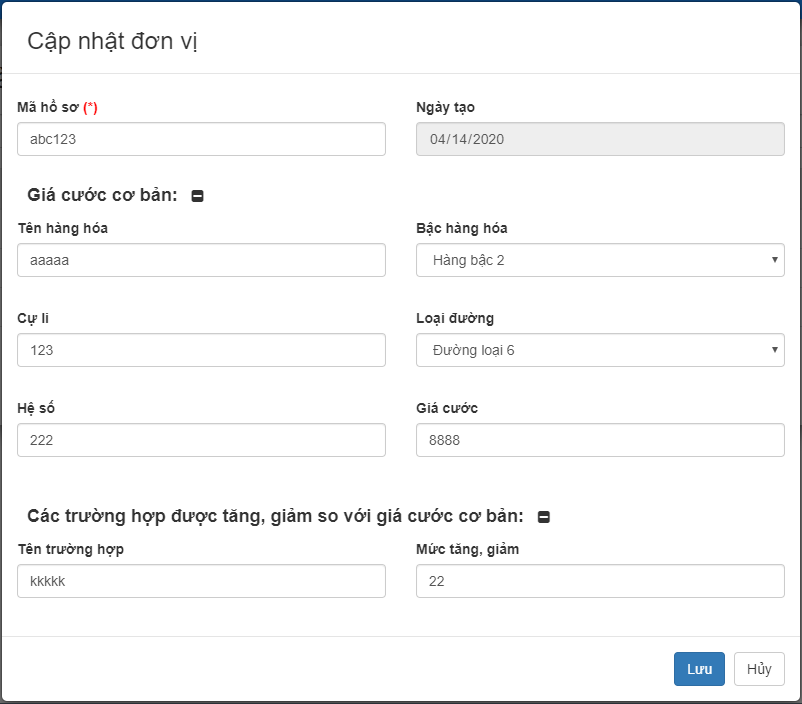 Cập nhật đơn vị
Mã hồ sơ (*) Ngày tạo
abc123 04/14/2020
Giá cước cơ bản:
Tên hàng hóa Bậc hàng hóa
aaaaa Hàng bậc 2
Cự li Loại đường
123 Đường loại 6
Hệ số Giá cước
222 8888
Các trường hợp được tăng, giảm so với giá cước cơ bản:
Tên trường hợp Mức tăng, giảm
kkkkk 22
Lưu Hủy